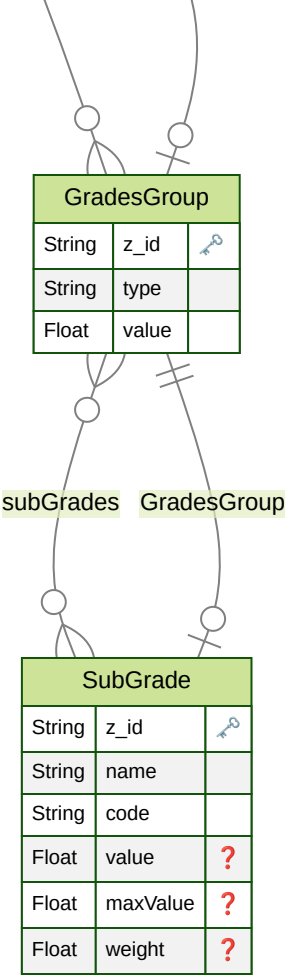 GradesGroup
String z_id 🗝️
String type
Float value
subGrades GradesGroup
SubGrade
String z_id 🗝️
String name
String code
Float value ❓
Float maxValue ❓
Float weight ❓